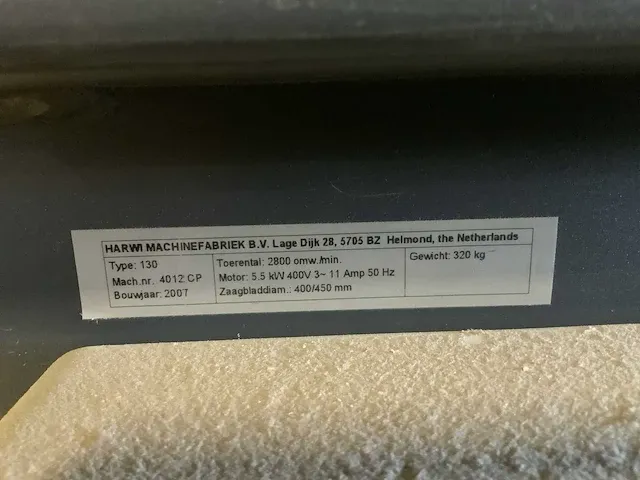 HARWI MACHINEFABRIEK B.V. Lage Dijk 28, 5705 BZ Helmond, the Netherlands
Type: 130
Mach.nr. 4012 CP
Bouwjaar: 2007
Toerental: 2800 omw./min.
Motor: 5.5 kW 400V 3~ 11 Amp 50 Hz
Zaagbladdiam.: 400/450 mm
Gewicht: 320 kg